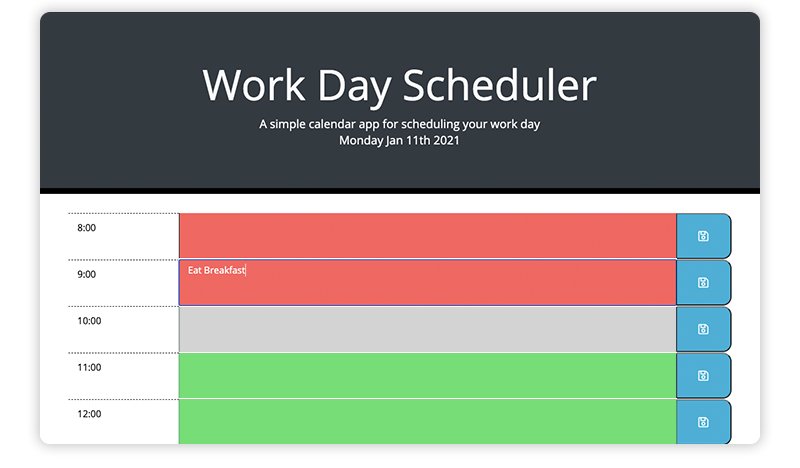 Work Day Scheduler
A simple calendar app for scheduling your work day
Monday Jan 11th 2021
8:00
9:00 Eat Breakfast
10:00
11:00
12:00